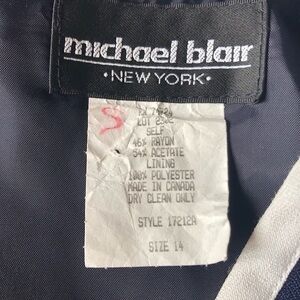 michael blair
• NEW YORK •
S
SELF
46% RAYON
54% ACETATE
LINING
100% POLYESTER
MADE IN CANADA
DRY CLEAN ONLY
STYLE 17212A
SIZE 14